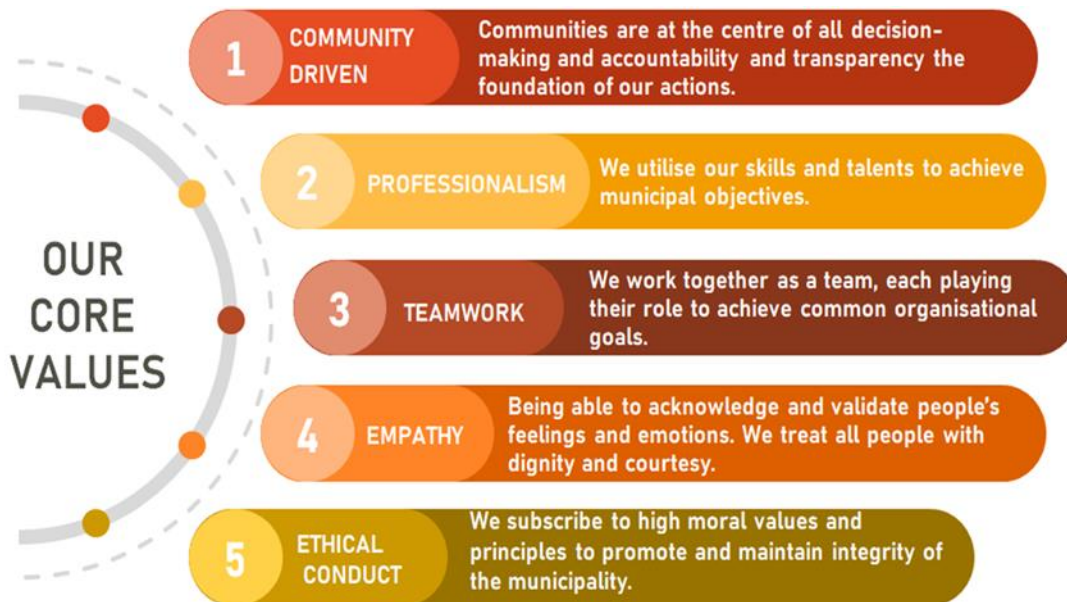 OUR
CORE
VALUES
1
COMMUNITY
DRIVEN
Communities are at the centre of all decision-
making and accountability and transparency the
foundation of our actions.
2
PROFESSIONALISM
We utilise our skills and talents to achieve
municipal objectives.
3
TEAMWORK
We work together as a team, each playing
their role to achieve common organisational
goals.
4
EMPATHY
Being able to acknowledge and validate people's
feelings and emotions. We treat all people with
dignity and courtesy.
5
ETHICAL
CONDUCT
We subscribe to high moral values and
principles to promote and maintain integrity of
the municipality.